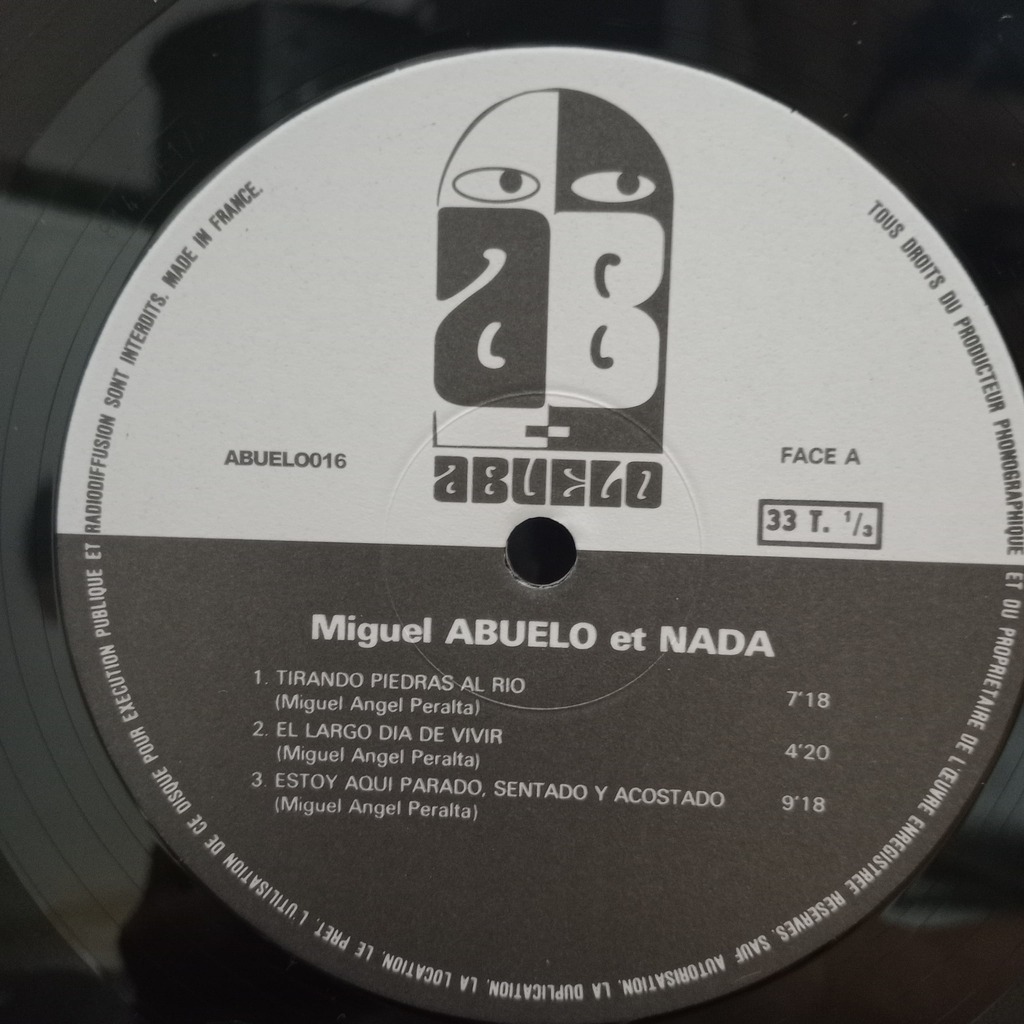 ABUELO
ABUELO016
FACE A
33 T. 1/3
Miguel ABUELO et NADA
1. TIRANDO PIEDRAS AL RIO 7'18
(Miguel Angel Peralta)
2. EL LARGO DIA DE VIVIR 4'20
(Miguel Angel Peralta)
3. ESTOY AQUI PARADO, SENTADO Y ACOSTADO 9'18
(Miguel Angel Peralta)
TOUS DROITS DU PRODUCTEUR PHONOGRAPHIQUE ET DU PROPRIETAIRE DE L'ŒUVRE ENREGISTREE RESERVES. SAUF AUTORISATION, LA DUPLICATION, LA LOCATION, LE PRET, L'UTILISATION DE CE DISQUE POUR EXECUTION PUBLIQUE ET RADIODIFFUSION SONT INTERDITS. MADE IN FRANCE.